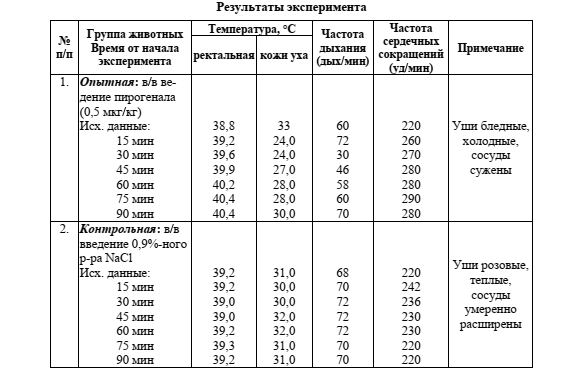 Результаты эксперимента
№ п/п | Группа животных Время от начала эксперимента | Температура, °С | Частота дыхания (дых/мин) | Частота сердечных сокращений (уд/мин) | Примечание
ректальная | кожи уха
1. | Опытная: в/в ве-
дение пирогенала
(0,5 мкг/кг)
Исх. данные: | 38,8 | 33 | 60 | 220
15 мин | 39,2 | 24,0 | 72 | 260
30 мин | 39,6 | 24,0 | 30 | 270
45 мин | 39,9 | 27,0 | 46 | 280
60 мин | 40,2 | 28,0 | 58 | 280
75 мин | 40,4 | 28,0 | 60 | 290
90 мин | 40,4 | 30,0 | 70 | 280
Уши бледные,
холодные,
сосуды
сужены
2. | Контрольная: в/в
введение 0,9%-ного
р-ра NaCl
Исх. данные: | 39,2 | 31,0 | 68 | 220
15 мин | 39,2 | 30,0 | 70 | 242
30 мин | 39,0 | 30,0 | 72 | 236
45 мин | 39,0 | 32,0 | 72 | 230
60 мин | 39,2 | 32,0 | 72 | 230
75 мин | 39,3 | 31,0 | 70 | 220
90 мин | 39,2 | 31,0 | 70 | 220
Уши розовые,
теплые,
сосуды
умеренно
расширены